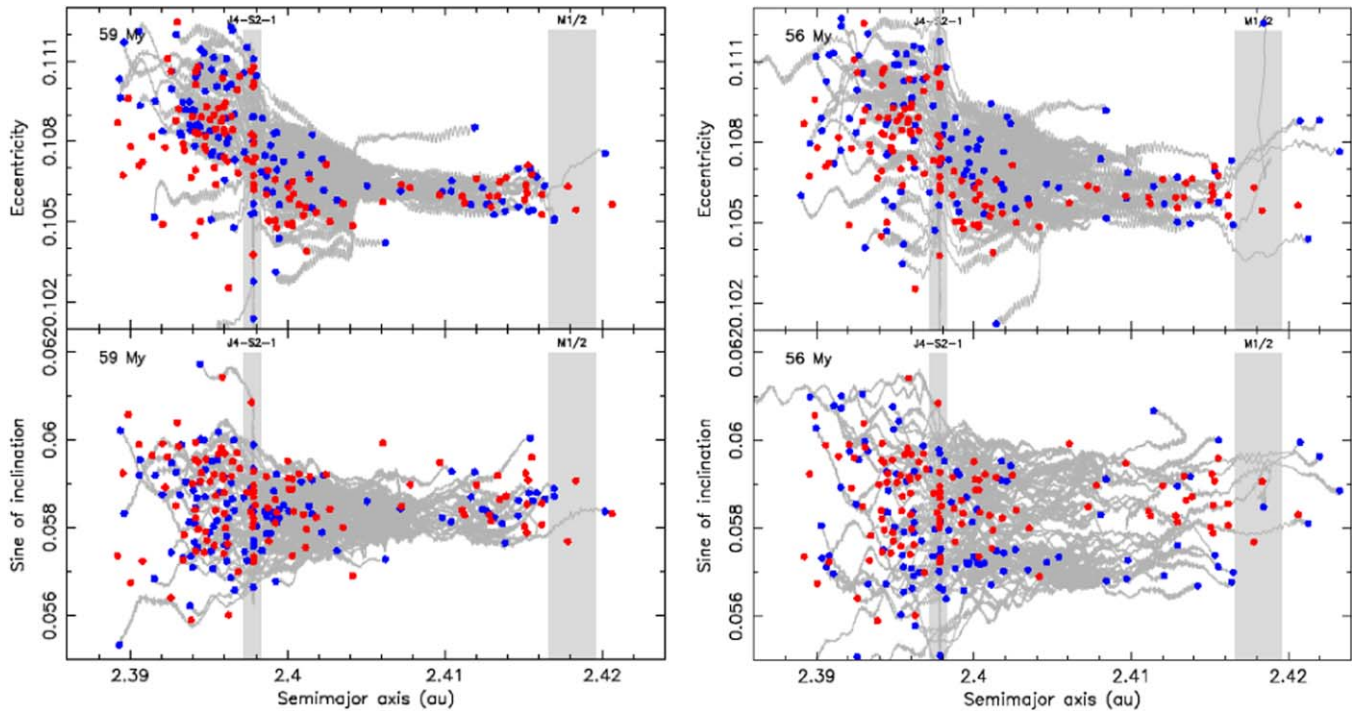 J4-S2-1
M1/2
59 My
Eccentricity
0.111
0.108
0.105
0.102
J4-S2-1
M1/2
59 My
Sine of inclination
0.062
0.06
0.058
0.056
2.39 2.4 2.41 2.42
Semimajor axis (au)
J4-S2-1
M1/2
56 My
Eccentricity
0.111
0.108
0.105
0.102
J4-S2-1
M1/2
56 My
Sine of inclination
0.062
0.06
0.058
0.056
2.39 2.4 2.41 2.42
Semimajor axis (au)